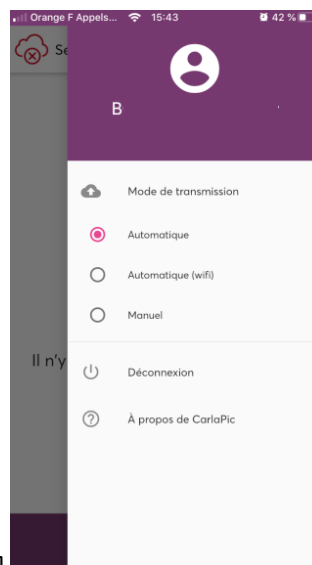 Orange F Appels... 15:43 42 %
Se
B
Mode de transmission
Automatique
Automatique (wifi)
Manuel
Il n'y
Déconnexion
À propos de CarlaPic